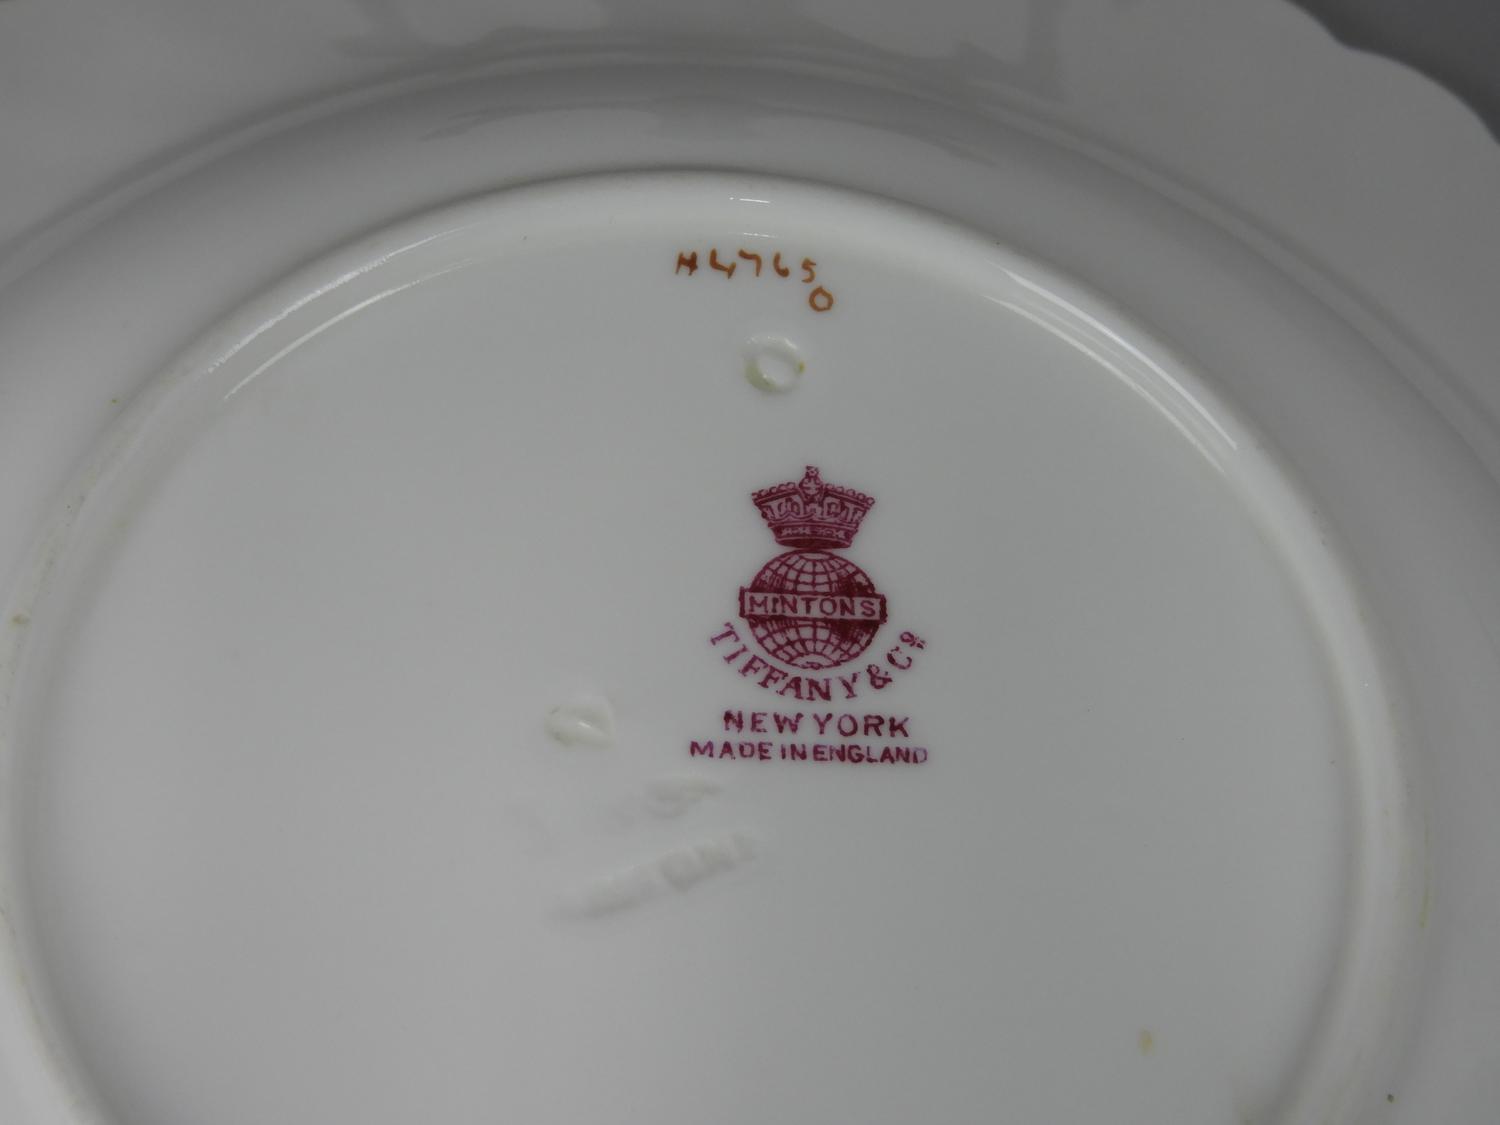 H4765
O
MINTONS
TIFFANY & Co
NEW YORK
MADE IN ENGLAND